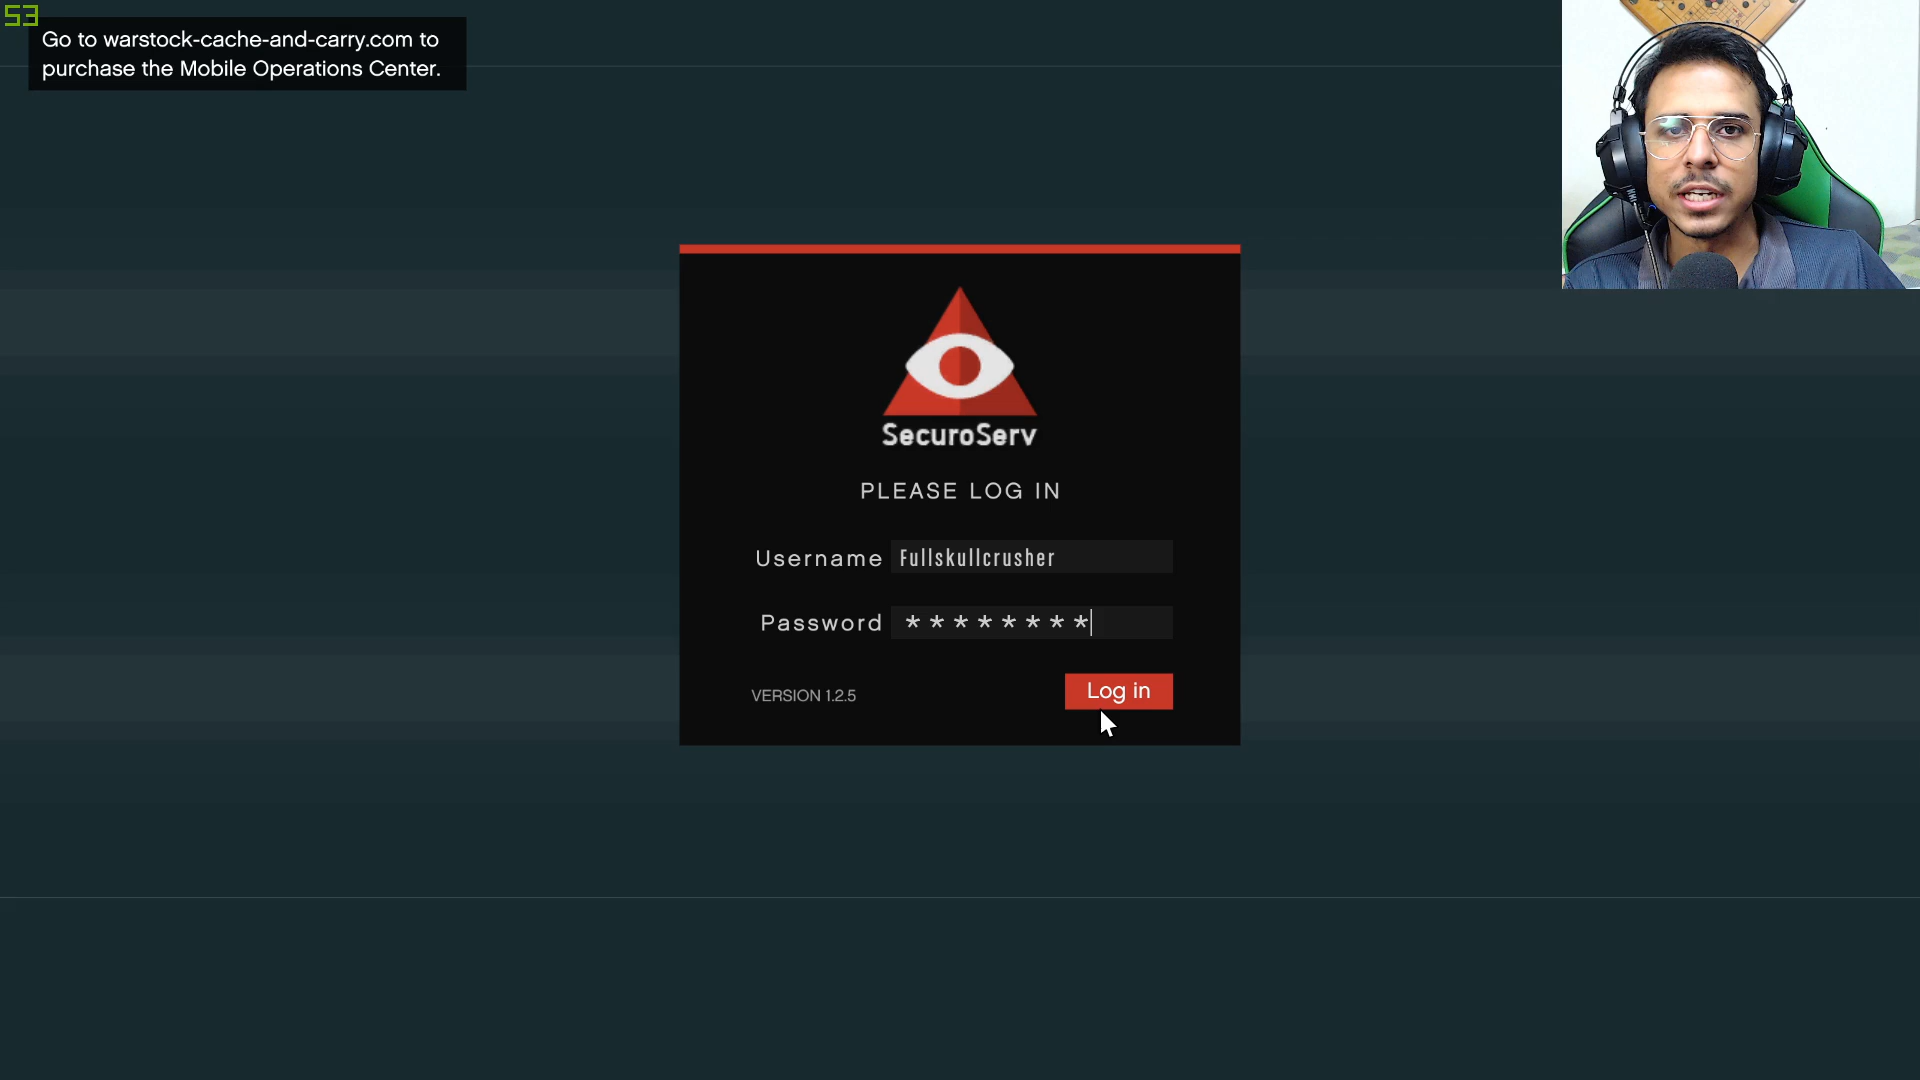 53
Go to warstock-cache-and-carry.com to
purchase the Mobile Operations Center.
SecuroServ
PLEASE LOG IN
Username Fullskullcrusher
Password ********
VERSION 1.2.5
Log in